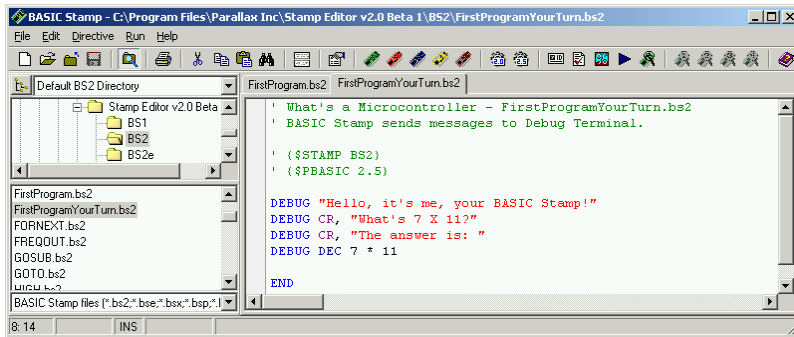 BASIC Stamp - C:\Program Files\Parallax Inc\Stamp Editor v2.0 Beta 1\BS2\FirstProgramYourTurn.bs2
File Edit Directive Run Help
Default BS2 Directory
Stamp Editor v2.0 Beta
BS1
BS2
BS2e
FirstProgram.bs2
FirstProgramYourTurn.bs2
FORNEXT.bs2
FREQOUT.bs2
GOSUB.bs2
GOTO.bs2
HIGH.bs2
BASIC Stamp files (*.bs2;*.bse;*.bsx;*.bsp;*.l
FirstProgram.bs2 FirstProgramYourTurn.bs2
' What's a Microcontroller - FirstProgramYourTurn.bs2
' BASIC Stamp sends messages to Debug Terminal.
' {$STAMP BS2}
' {$PBASIC 2.5}
DEBUG "Hello, it's me, your BASIC Stamp!"
DEBUG CR, "What's 7 X 11?"
DEBUG CR, "The answer is: "
DEBUG DEC 7 * 11
END
8: 14 INS